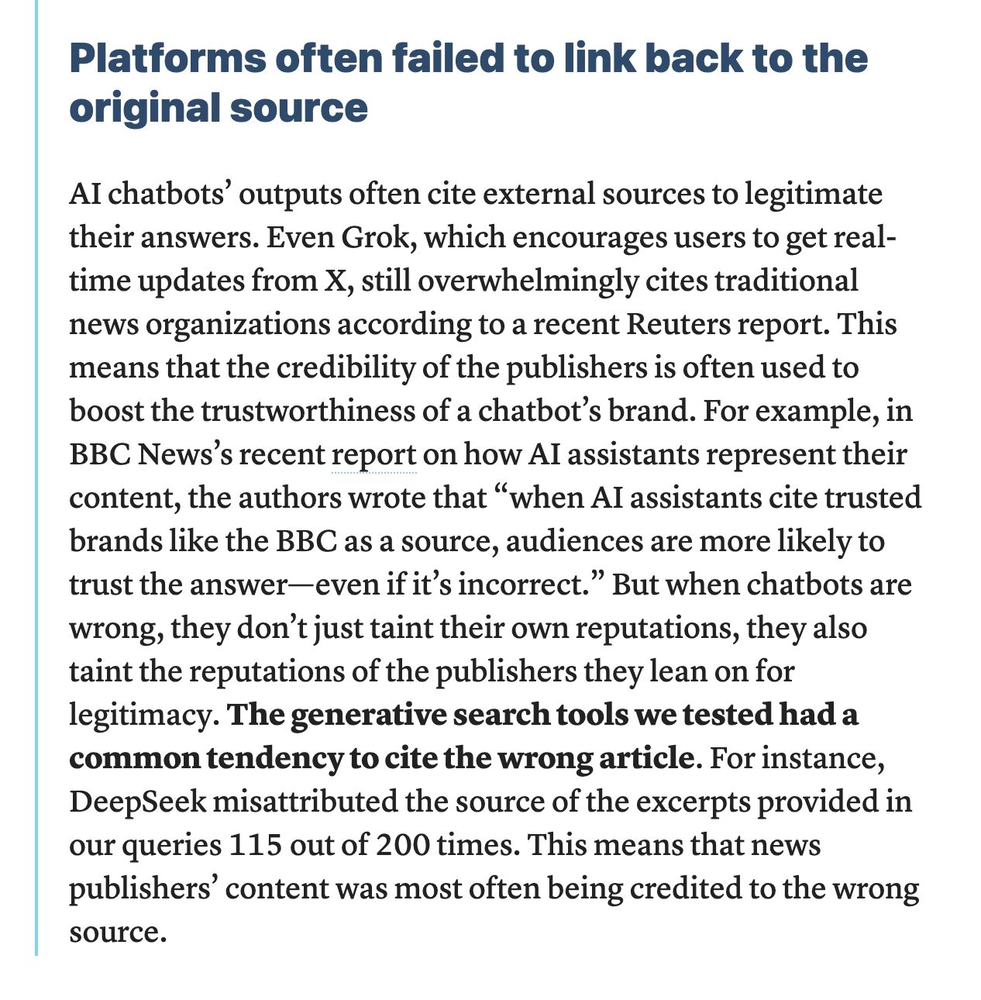 Platforms often failed to link back to the
original source
AI chatbots’ outputs often cite external sources to legitimate
their answers. Even Grok, which encourages users to get real-
time updates from X, still overwhelmingly cites traditional
news organizations according to a recent Reuters report. This
means that the credibility of the publishers is often used to
boost the trustworthiness of a chatbot’s brand. For example, in
BBC News’s recent report on how AI assistants represent their
content, the authors wrote that “when AI assistants cite trusted
brands like the BBC as a source, audiences are more likely to
trust the answer—even if it’s incorrect.” But when chatbots are
wrong, they don’t just taint their own reputations, they also
taint the reputations of the publishers they lean on for
legitimacy. The generative search tools we tested had a
common tendency to cite the wrong article. For instance,
DeepSeek misattributed the source of the excerpts provided in
our queries 115 out of 200 times. This means that news
publishers’ content was most often being credited to the wrong
source.